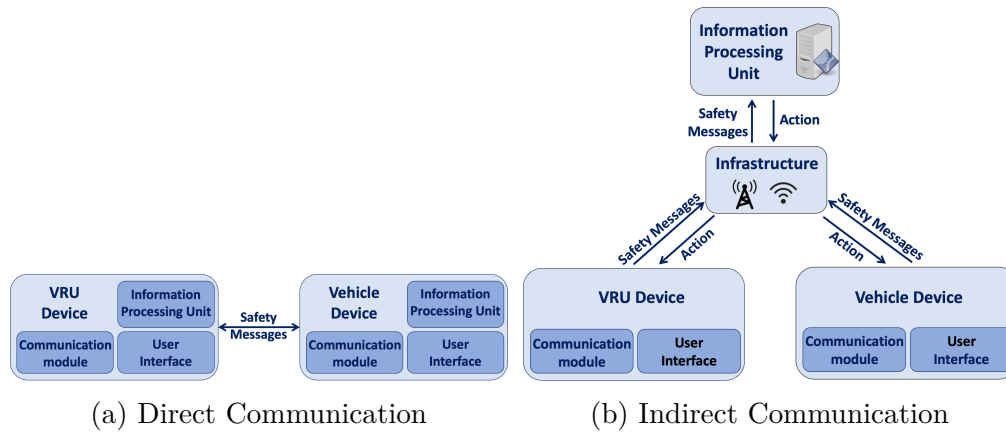 VRU
Device
Information
Processing Unit
Communication
module
User
Interface
Safety
Messages
Vehicle
Device
Information
Processing Unit
Communication
module
User
Interface
(a) Direct Communication
Information
Processing
Unit
Safety
Messages
Action
Infrastructure
Safety Messages
Action
Safety Messages
Action
VRU Device
Communication
module
User
Interface
Vehicle Device
Communication
module
User
Interface
(b) Indirect Communication